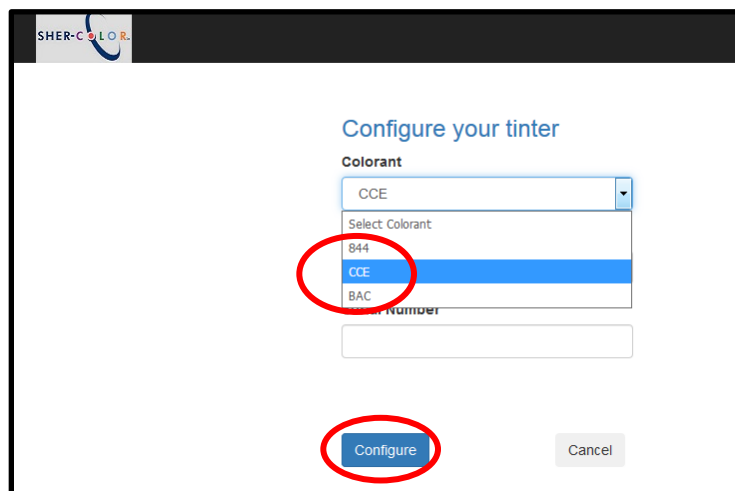 SHER-COLOR
Configure your tinter
Colorant
CCE
Select Colorant
844
CCE
BAC
Number
Configure
Cancel